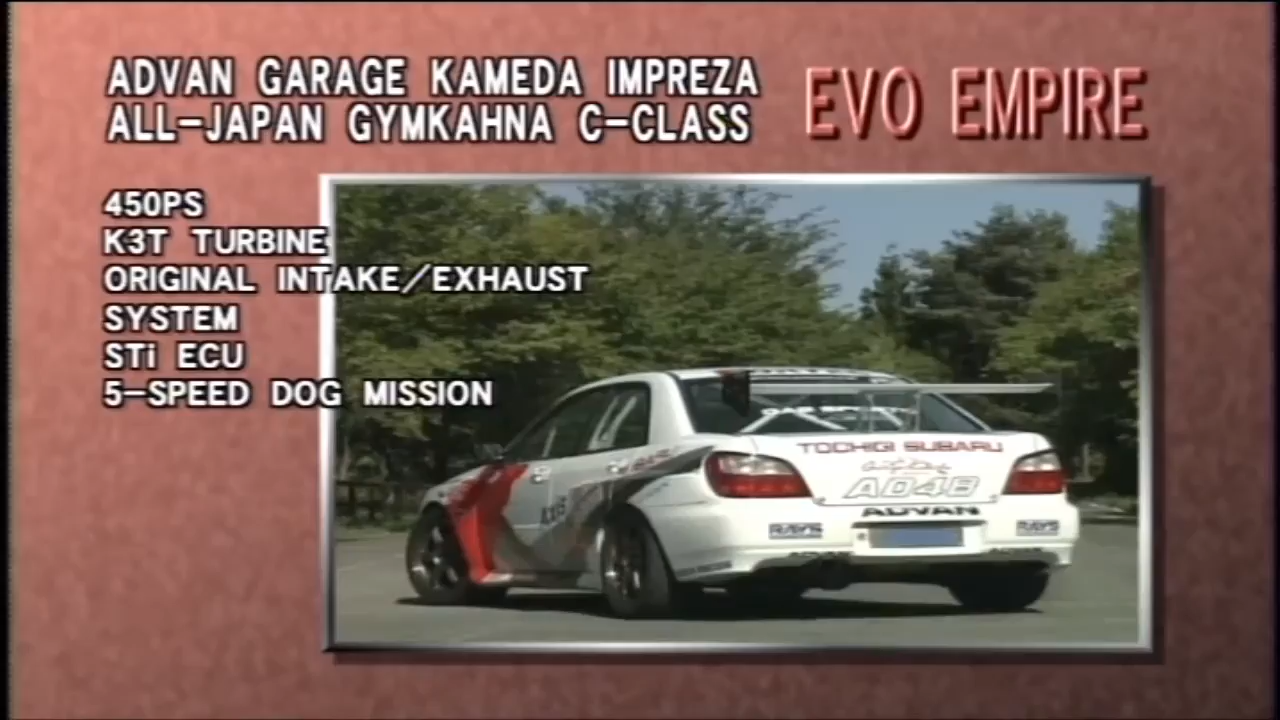 ADVAN GARAGE KAMEDA IMPREZA
ALL-JAPAN GYMKAHNA C-CLASS
EVO EMPIRE
450PS
K3T TURBINE
ORIGINAL INTAKE/EXHAUST
SYSTEM
STi ECU
5-SPEED DOG MISSION
TOCHIGI SUBARU
A048
ADVAN
RAYS
RAYS